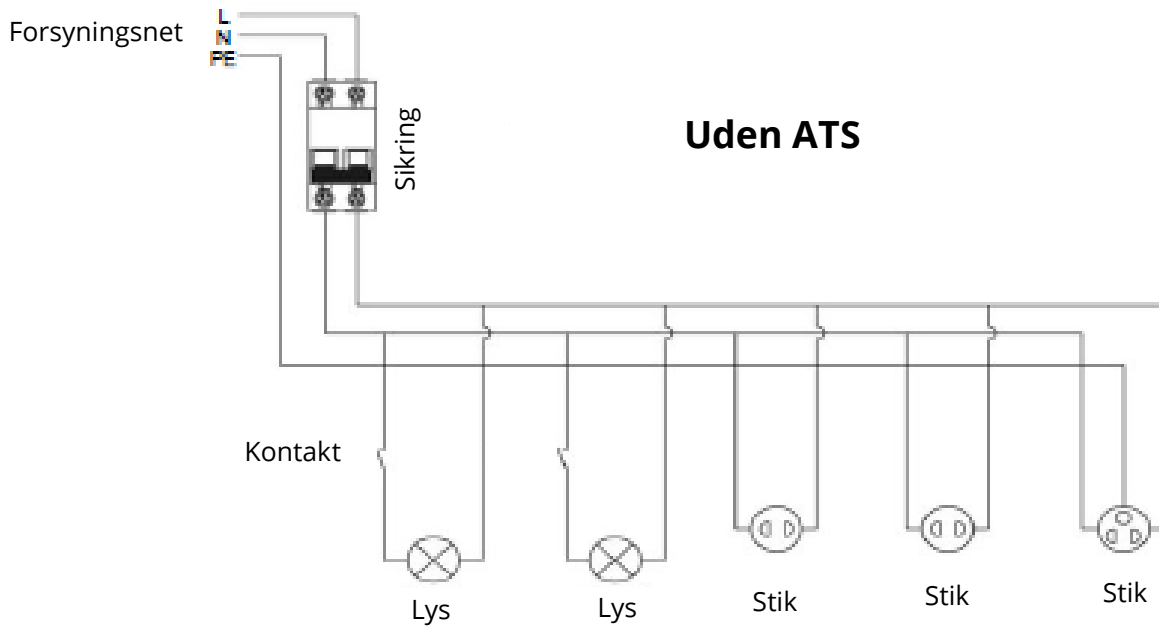 L
Forsyningsnet
N
PE
Sikring
Uden ATS
Kontakt
Lys
Lys
Stik
Stik
Stik